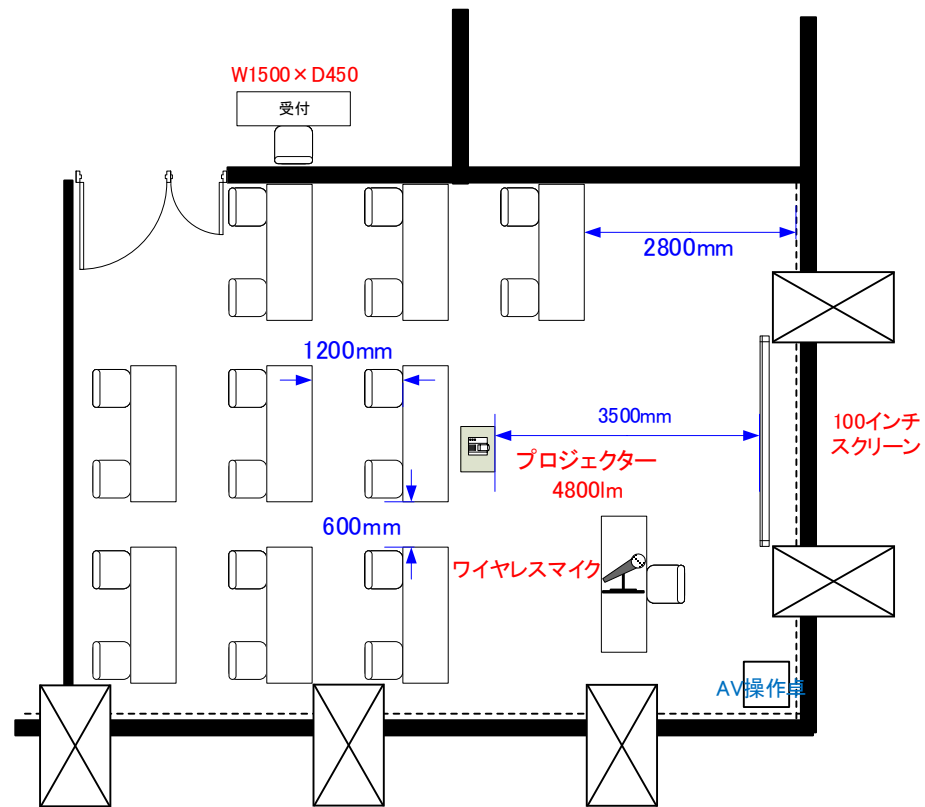 W1500×D450
受付
2800mm
1200mm
3500mm
100インチ
スクリーン
プロジェクター
4800lm
600mm
ワイヤレスマイク
AV操作卓